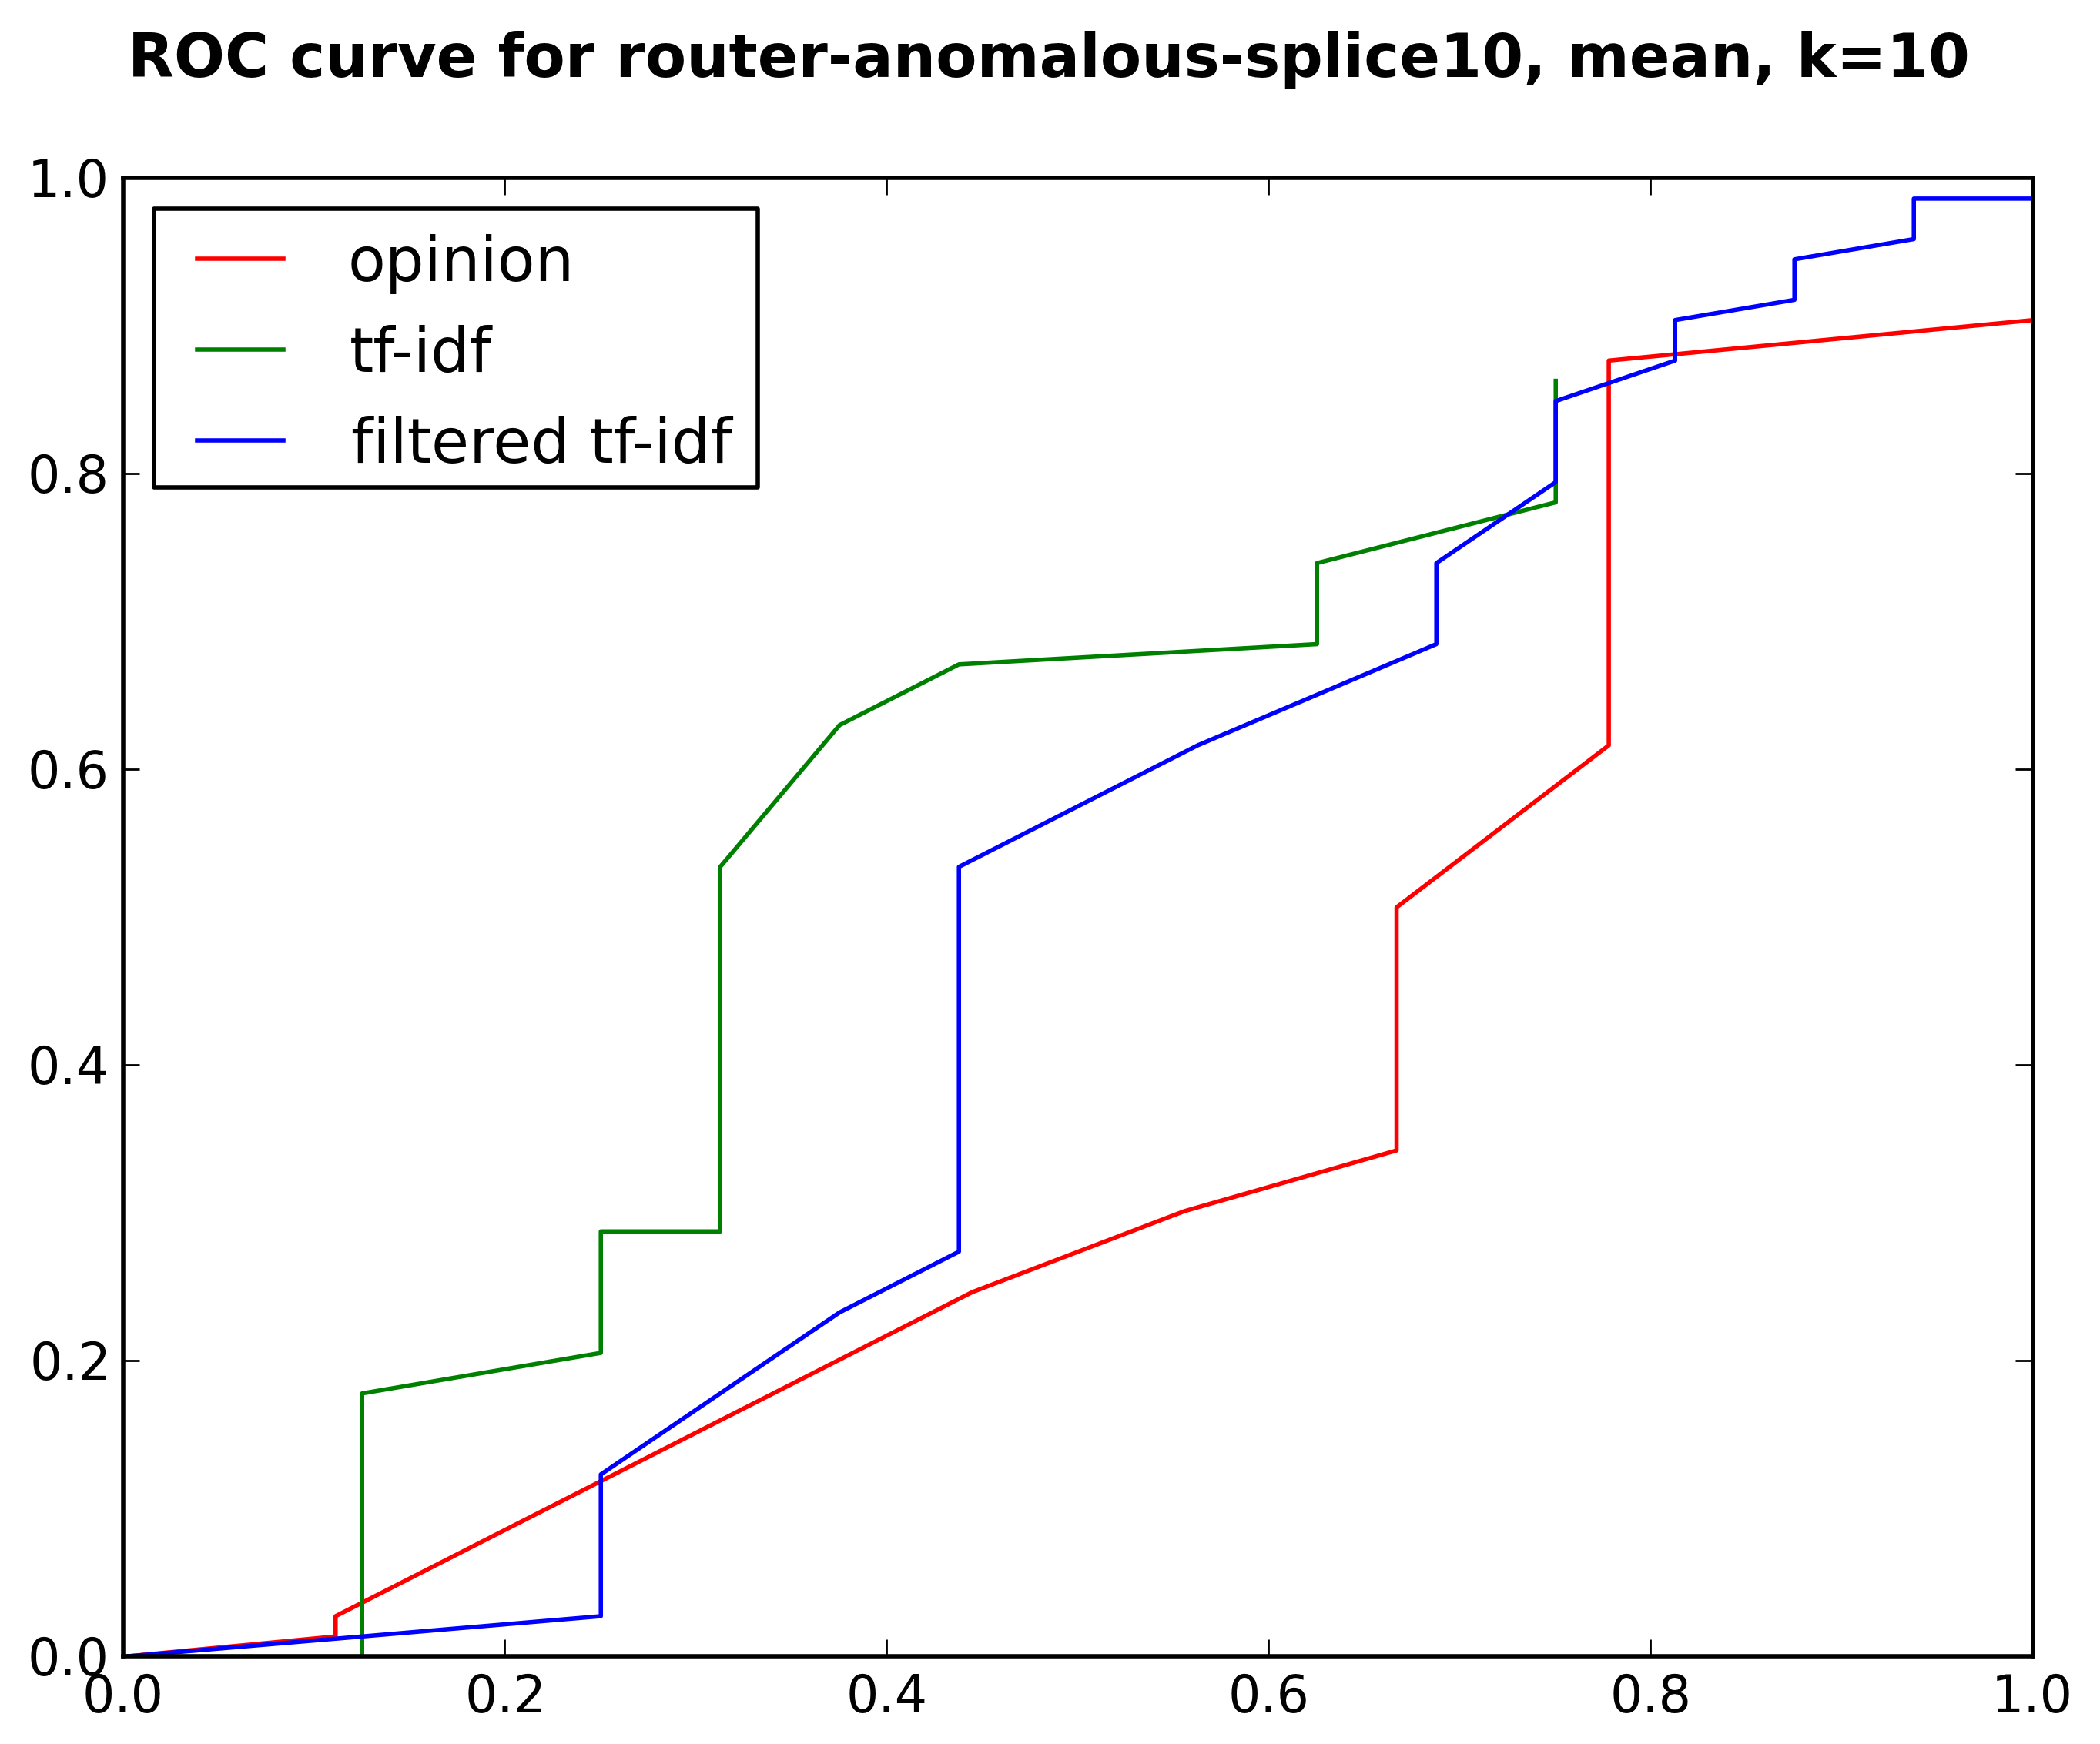 ROC curve for router-anomalous-splice10, mean, k=10
1.0
0.8
0.6
0.4
0.2
0.0
opinion
tf-idf
filtered tf-idf
0.0 0.2 0.4 0.6 0.8 1.0